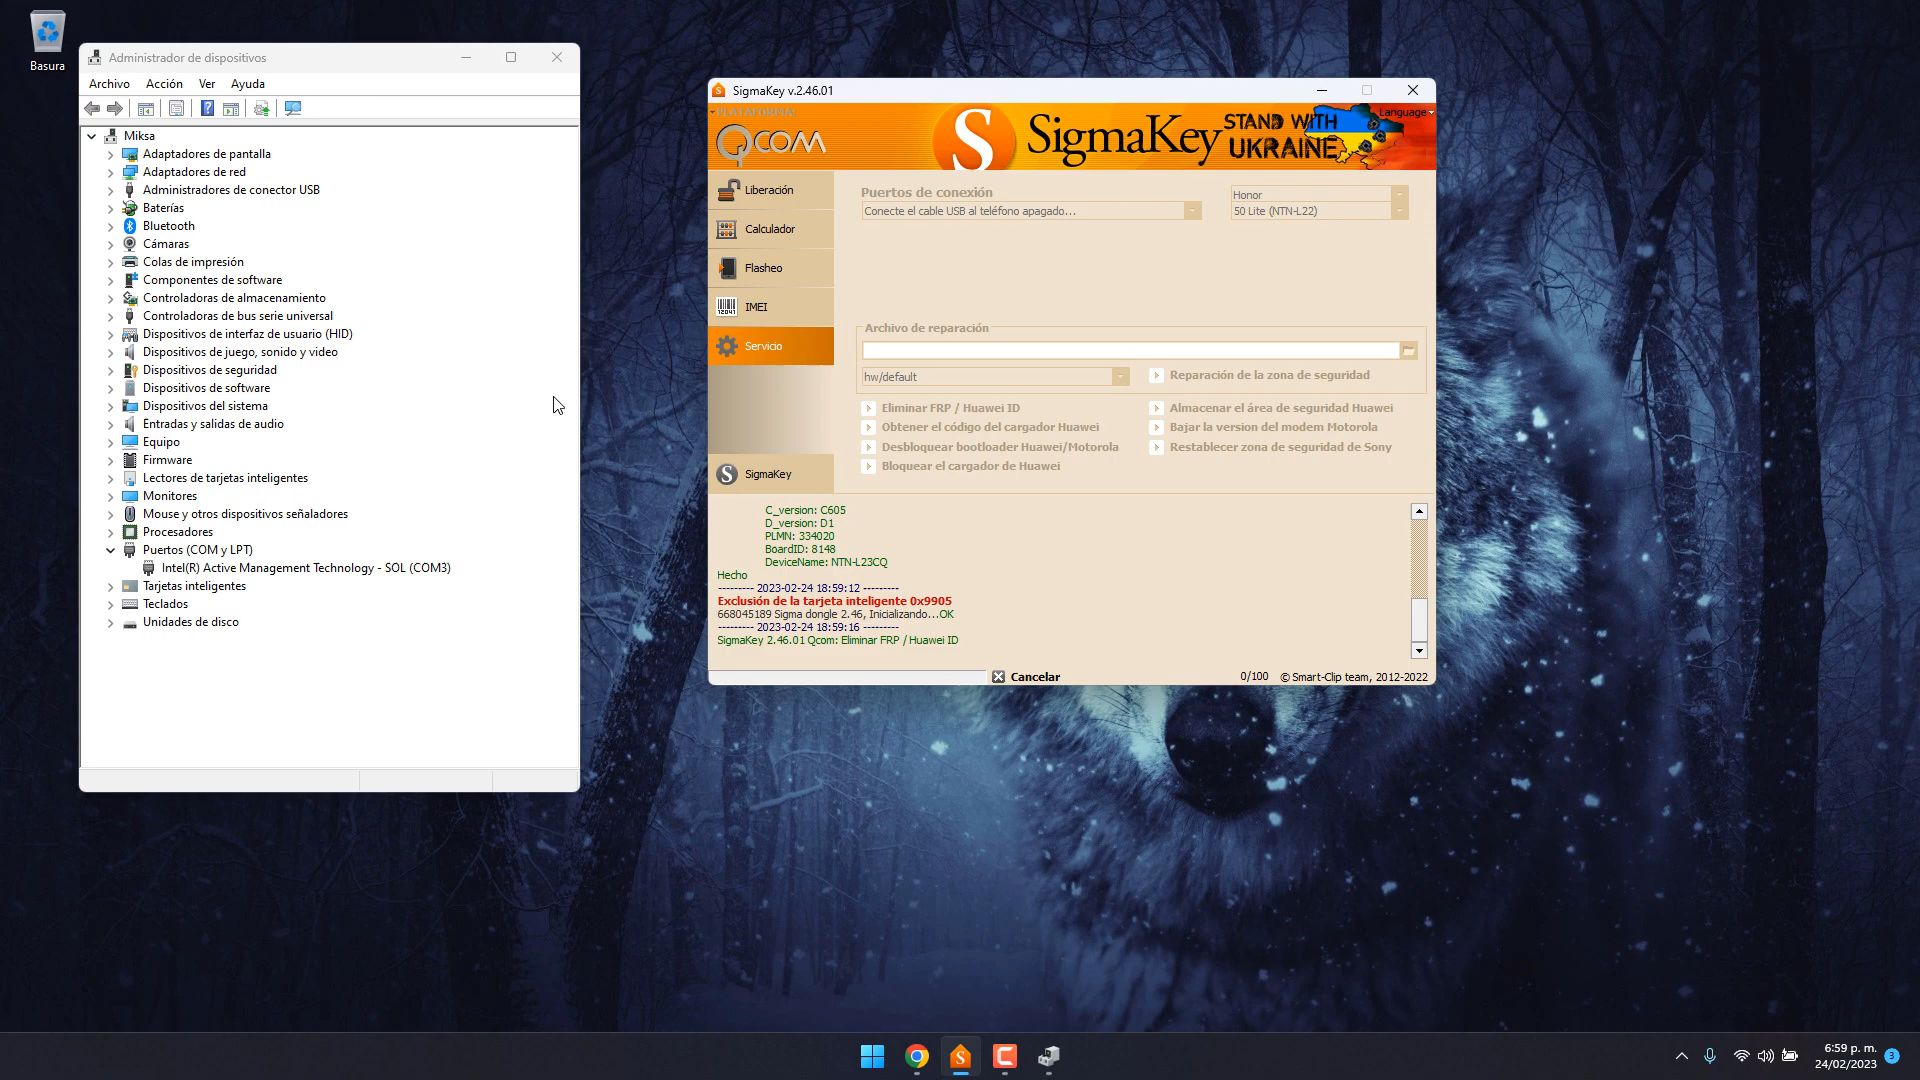 Basura
Administrador de dispositivos
Archivo Acción Ver Ayuda
Miksa
Adaptadores de pantalla
Adaptadores de red
Administradores de conector USB
Baterías
Bluetooth
Cámaras
Colas de impresión
Componentes de software
Controladoras de almacenamiento
Controladoras de bus serie universal
Dispositivos de interfaz de usuario (HID)
Dispositivos de juego, sonido y video
Dispositivos de seguridad
Dispositivos de software
Dispositivos del sistema
Entradas y salidas de audio
Equipo
Firmware
Lectores de tarjetas inteligentes
Monitores
Mouse y otros dispositivos señaladores
Procesadores
Puertos (COM y LPT)
Intel(R) Active Management Technology - SOL (COM3)
Tarjetas inteligentes
Teclados
Unidades de disco
SigmaKey v.2.46.01
PLATAFORMA:
QCOM
S SigmaKey
STAND WITH
UKRAINE
Language
Liberación
Calculador
Flasheo
IMEI
Servicio
SigmaKey
Puertos de conexión
Conecte el cable USB al teléfono apagado...
Honor
50 Lite (NTN-L22)
Archivo de reparación
hw/default
Reparación de la zona de seguridad
Eliminar FRP / Huawei ID
Almacenar el área de seguridad Huawei
Obtener el código del cargador Huawei
Bajar la version del modem Motorola
Desbloquear bootloader Huawei/Motorola
Restablecer zona de seguridad de Sony
Bloquear el cargador de Huawei
C_version: C605
D_version: D1
PLMN: 334020
BoardID: 8148
DeviceName: NTN-L23CQ
Hecho
--------- 2023-02-24 18:59:12 ---------
Exclusión de la tarjeta inteligente 0x9905
668045189 Sigma dongle 2.46, Inicializando...OK
--------- 2023-02-24 18:59:16 ---------
SigmaKey 2.46.01 Qcom: Eliminar FRP / Huawei ID
Cancelar
0/100
© Smart-Clip team, 2012-2022
6:59 p. m.
24/02/2023
3